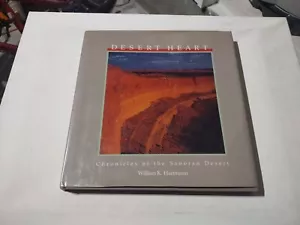 DESERT HEART
Chronicles of the Sonoran Desert
William K. Hartmann